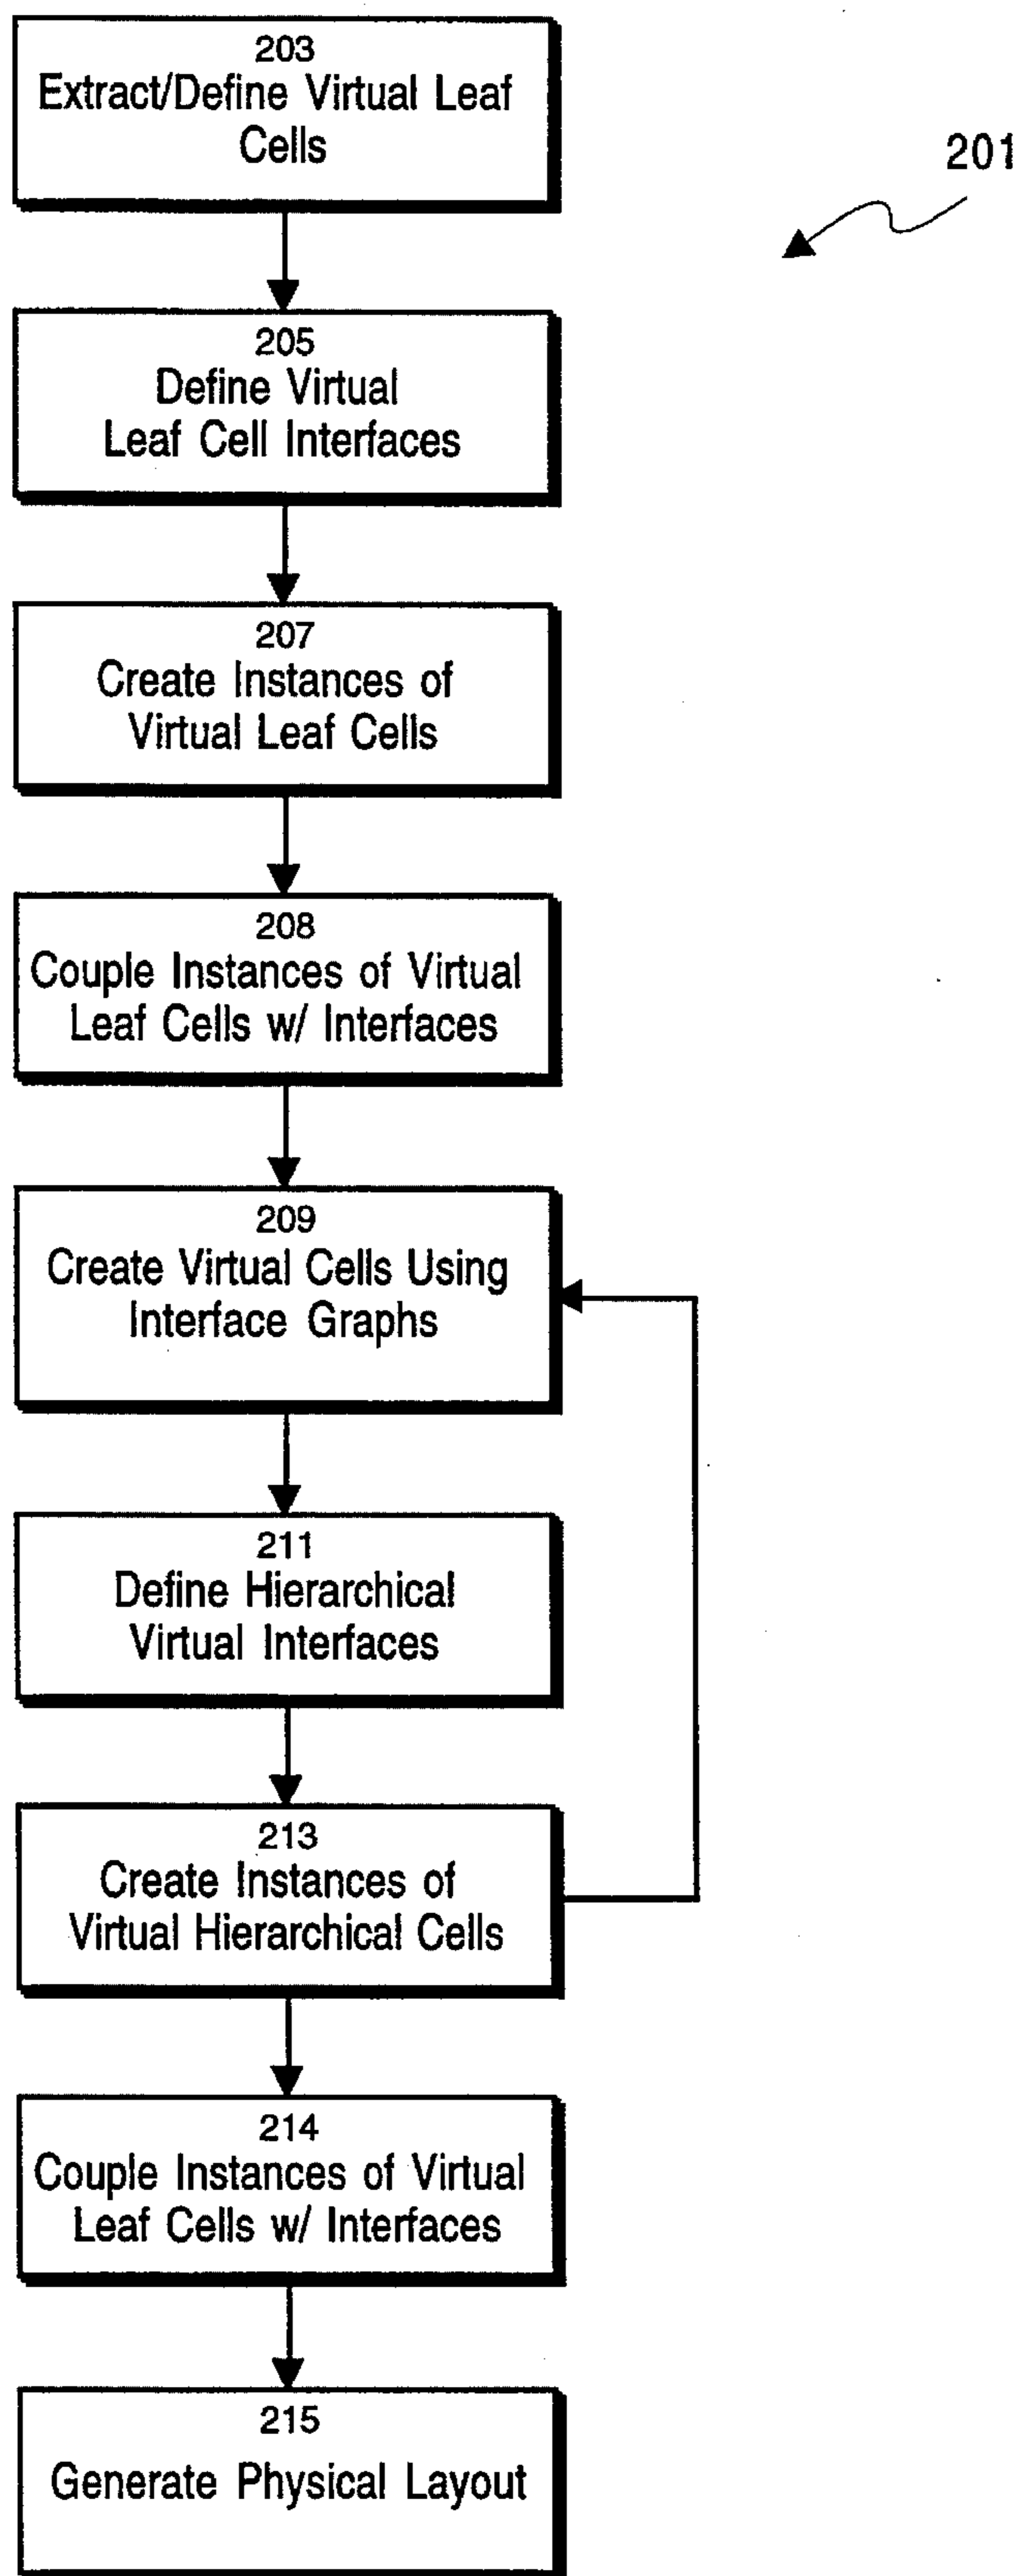 203
Extract/Define Virtual Leaf
Cells
201
205
Define Virtual
Leaf Cell Interfaces
207
Create Instances of
Virtual Leaf Cells
208
Couple Instances of Virtual
Leaf Cells w/ Interfaces
209
Create Virtual Cells Using
Interface Graphs
211
Define Hierarchical
Virtual Interfaces
213
Create Instances of
Virtual Hierarchical Cells
214
Couple Instances of Virtual
Leaf Cells w/ Interfaces
215
Generate Physical Layout